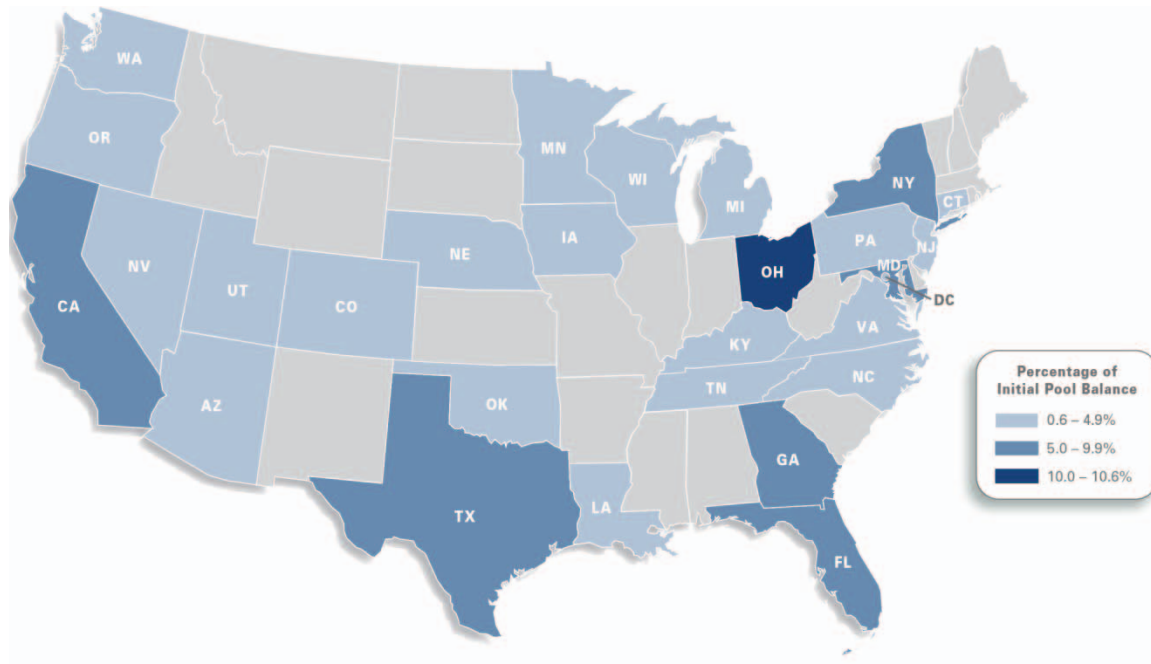 WA
OR
CA
NV
UT
AZ
CO
NE
OK
TX
MN
IA
WI
MI
LA
OH
KY
TN
GA
FL
NY
PA
NJ
CT
MD
DC
VA
NC
Percentage of
Initial Pool Balance
0.6 – 4.9%
5.0 – 9.9%
10.0 – 10.6%